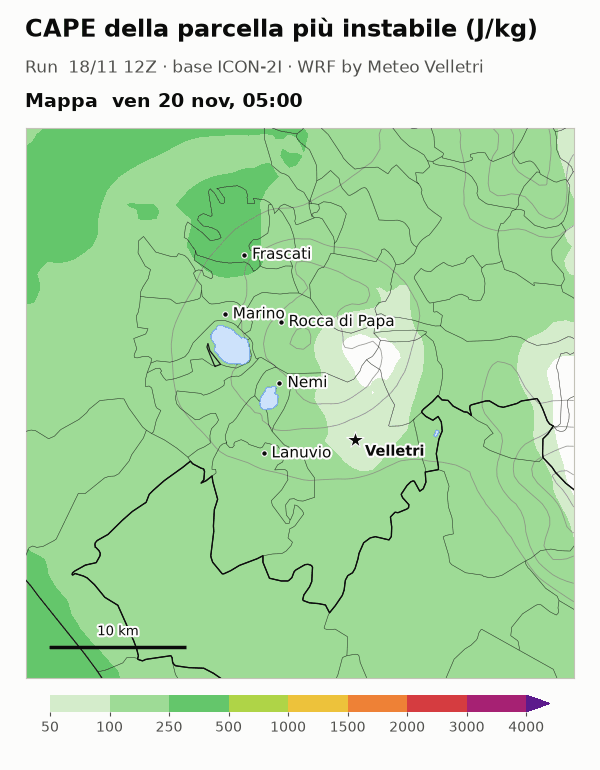 CAPE della parcella più instabile (J/kg)
Run  18/11 12Z · base ICON-2I · WRF by Meteo Velletri
Mappa  ven 20 nov, 05:00
Frascati
Marino
Rocca di Papa
Nemi
Velletri
Lanuvio
10 km
50 100 250 500 1000 1500 2000 3000 4000